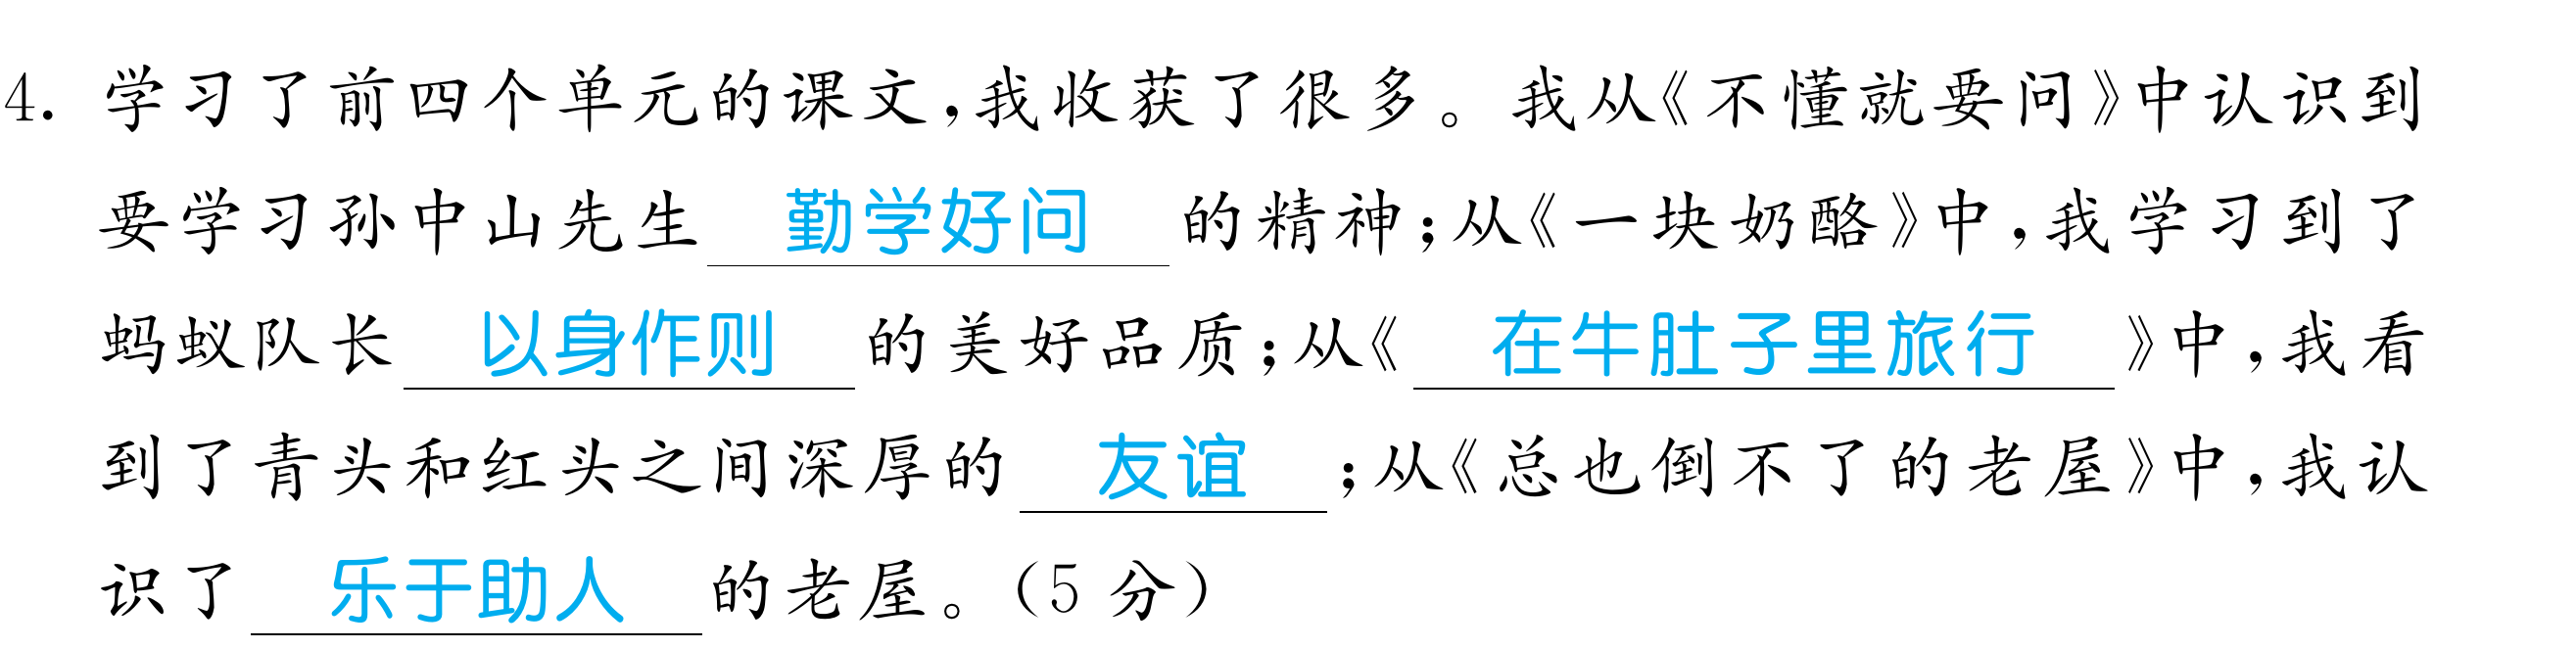 4. 学习了前四个单元的课文,我收获了很多。我从《不懂就要问》中认识到
要学习孙中山先生 勤学好问 的精神;从《一块奶酪》中,我学习到了
蚂蚁队长 以身作则 的美好品质;从《 在牛肚子里旅行 》中,我看
到了青头和红头之间深厚的 友谊 ;从《总也倒不了的老屋》中,我认
识了 乐于助人 的老屋。(5 分)